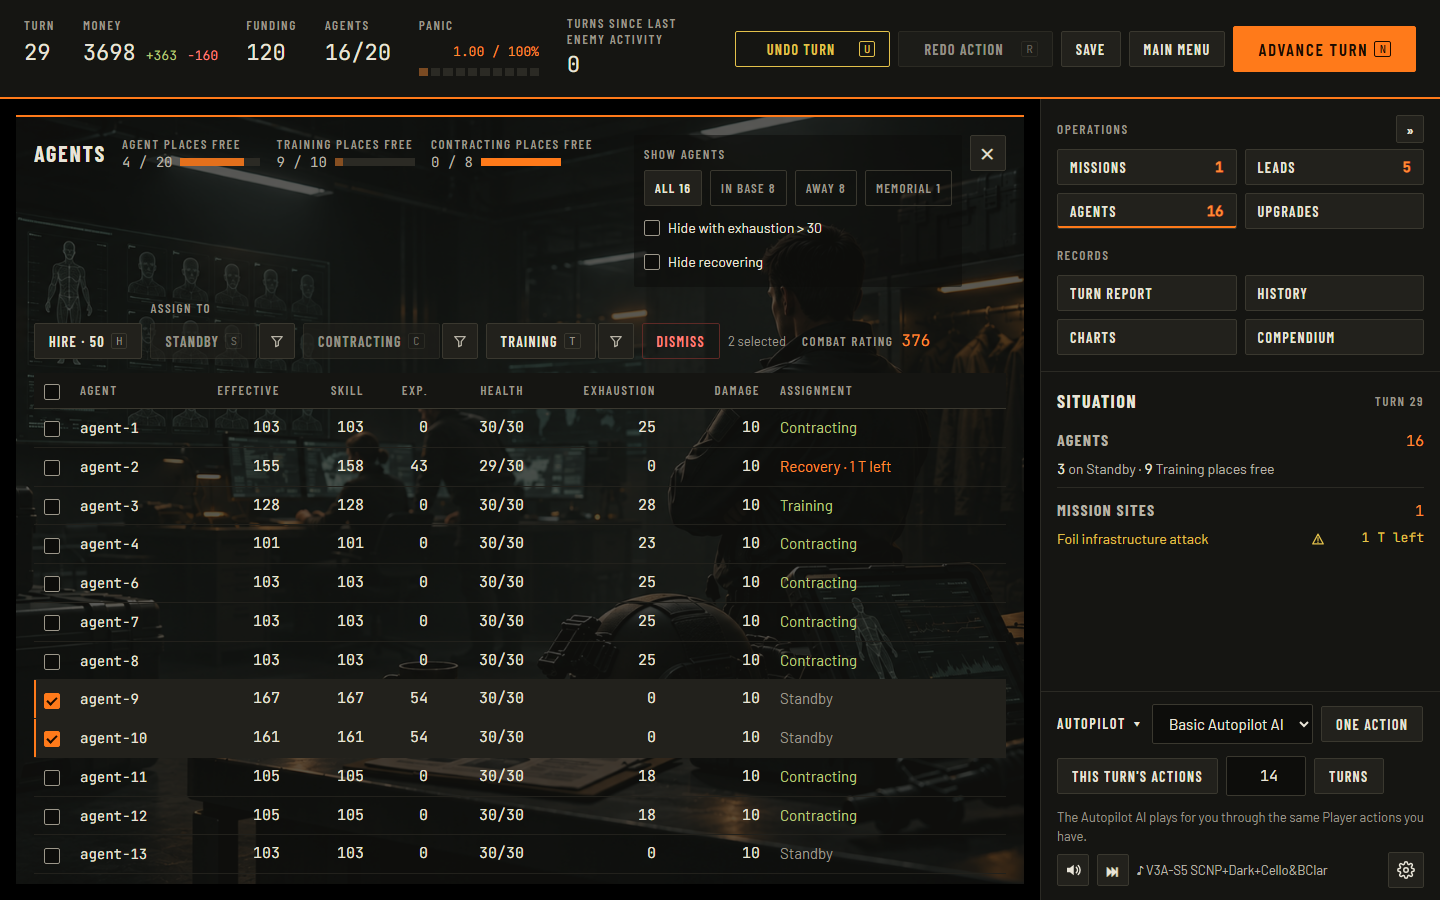 TURN
29
MONEY
3698 +363 -160
FUNDING
120
AGENTS
16/20
PANIC
1.00 / 100%
TURNS SINCE LAST
ENEMY ACTIVITY
0
UNDO TURN U
REDO ACTION R
SAVE
MAIN MENU
ADVANCE TURN N
AGENTS
AGENT PLACES FREE
4 / 20
TRAINING PLACES FREE
9 / 10
CONTRACTING PLACES FREE
0 / 8
SHOW AGENTS
ALL 16
IN BASE 8
AWAY 8
MEMORIAL 1
Hide with exhaustion > 30
Hide recovering
ASSIGN TO
HIRE · 50 H
STANDBY S
CONTRACTING C
TRAINING T
DISMISS
2 selected
COMBAT RATING 376
AGENT EFFECTIVE SKILL EXP. HEALTH EXHAUSTION DAMAGE ASSIGNMENT
agent-1 103 103 0 30/30 25 10 Contracting
agent-2 155 158 43 29/30 0 10 Recovery · 1 T left
agent-3 128 128 0 30/30 28 10 Training
agent-4 101 101 0 30/30 23 10 Contracting
agent-6 103 103 0 30/30 25 10 Contracting
agent-7 103 103 0 30/30 25 10 Contracting
agent-8 103 103 0 30/30 25 10 Contracting
agent-9 167 167 54 30/30 0 10 Standby
agent-10 161 161 54 30/30 0 10 Standby
agent-11 105 105 0 30/30 18 10 Contracting
agent-12 105 105 0 30/30 18 10 Contracting
agent-13 103 103 0 30/30 0 10 Standby
OPERATIONS
»
MISSIONS 1
LEADS 5
AGENTS 16
UPGRADES
RECORDS
TURN REPORT
HISTORY
CHARTS
COMPENDIUM
SITUATION TURN 29
AGENTS 16
3 on Standby · 9 Training places free
MISSION SITES 1
Foil infrastructure attack 1 T left
AUTOPILOT
Basic Autopilot AI
ONE ACTION
THIS TURN'S ACTIONS
14
TURNS
The Autopilot AI plays for you through the same Player actions you
have.
♪ V3A-S5 SCNP+Dark+Cello&BClar